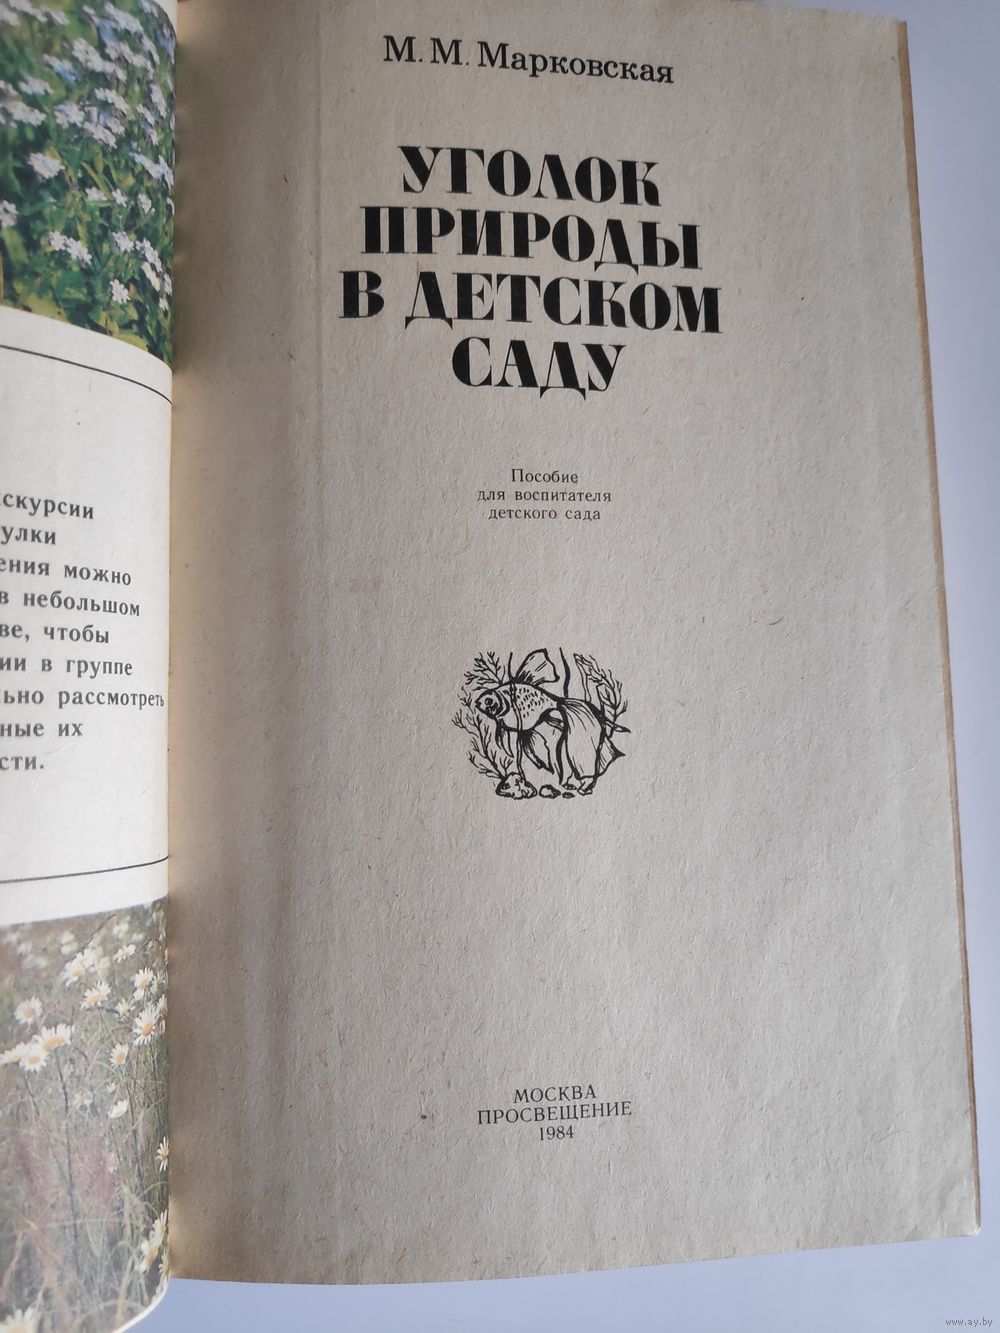 М. М. Марковская
УГОЛОК
ПРИРОДЫ
В ДЕТСКОМ
САДУ
Пособие
для воспитателя
детского сада
МОСКВА
ПРОСВЕЩЕНИЕ
1984
скурсии
улки
ения можно
в небольшом
ве, чтобы
ии в группе
льно рассмотреть
ные их
сти.
www.ay.by